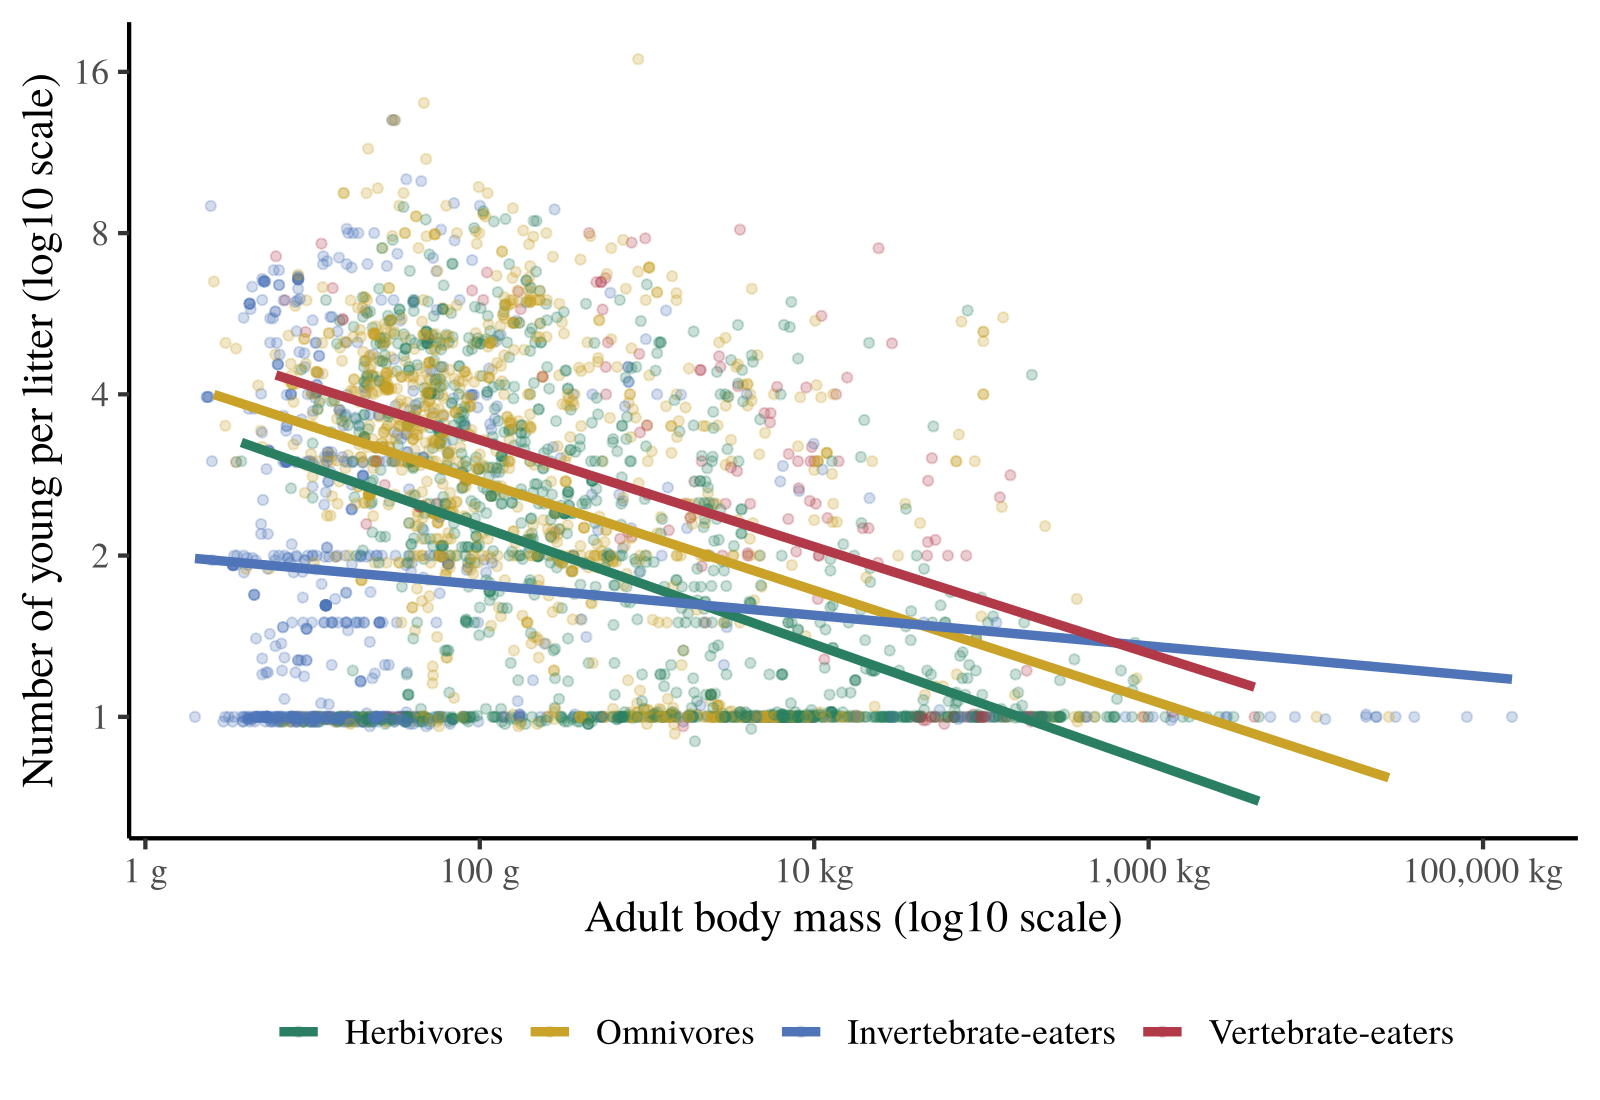 Number of young per litter (log10 scale)
16
8
4
2
1
1 g
100 g
10 kg
1,000 kg
100,000 kg
Adult body mass (log10 scale)
Herbivores
Omnivores
Invertebrate-eaters
Vertebrate-eaters